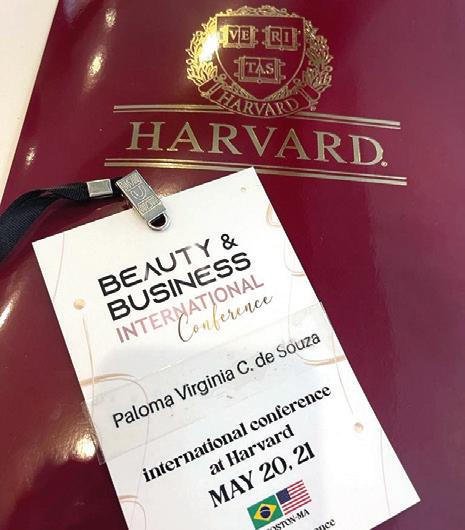 VE RI
TAS
HARVARD
HARVARD.
BEAUTY &
BUSINESS
INTERNATIONAL
Conference
Paloma Virginia C. de Souza
international conference
at Harvard
MAY 20, 21
BOSTON-MA